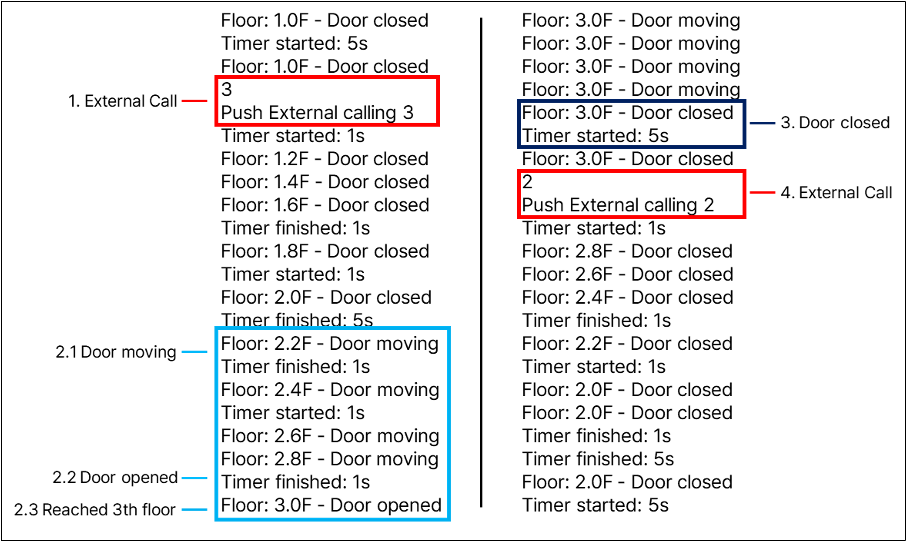 Floor: 1.0F - Door closed
Timer started: 5s
Floor: 1.0F - Door closed
3
1. External Call
Push External calling 3
Timer started: 1s
Floor: 1.2F - Door closed
Floor: 1.4F - Door closed
Floor: 1.6F - Door closed
Timer finished: 1s
Floor: 1.8F - Door closed
Timer started: 1s
Floor: 2.0F - Door closed
Timer finished: 5s
Floor: 2.2F - Door moving
2.1 Door moving
Timer finished: 1s
Floor: 2.4F - Door moving
Timer started: 1s
Floor: 2.6F - Door moving
Floor: 2.8F - Door moving
2.2 Door opened
Timer finished: 1s
Floor: 3.0F - Door opened
2.3 Reached 3th floor
Floor: 3.0F - Door moving
Floor: 3.0F - Door moving
Floor: 3.0F - Door moving
Floor: 3.0F - Door moving
Floor: 3.0F - Door closed
3. Door closed
Timer started: 5s
Floor: 3.0F - Door closed
2
4. External Call
Push External calling 2
Timer started: 1s
Floor: 2.8F - Door closed
Floor: 2.6F - Door closed
Floor: 2.4F - Door closed
Timer finished: 1s
Floor: 2.2F - Door closed
Timer started: 1s
Floor: 2.0F - Door closed
Floor: 2.0F - Door closed
Timer finished: 1s
Timer finished: 5s
Floor: 2.0F - Door closed
Timer started: 5s